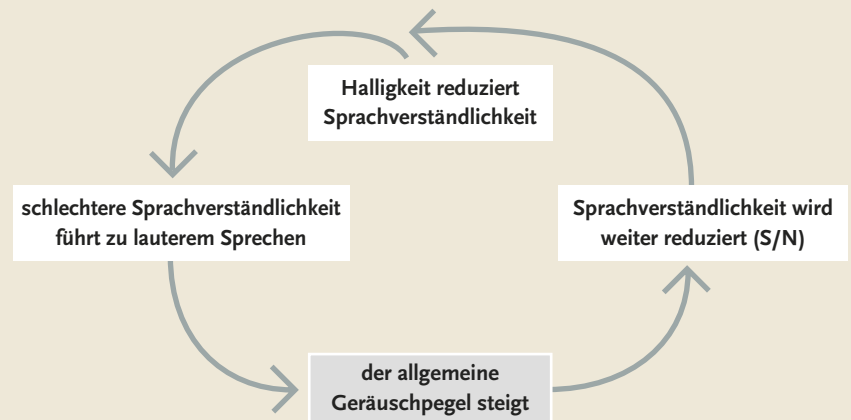 Halligkeit reduziert
Sprachverständlichkeit
schlechtere Sprachverständlichkeit
führt zu lauterem Sprechen
Sprachverständlichkeit wird
weiter reduziert (S/N)
der allgemeine
Geräuschpegel steigt